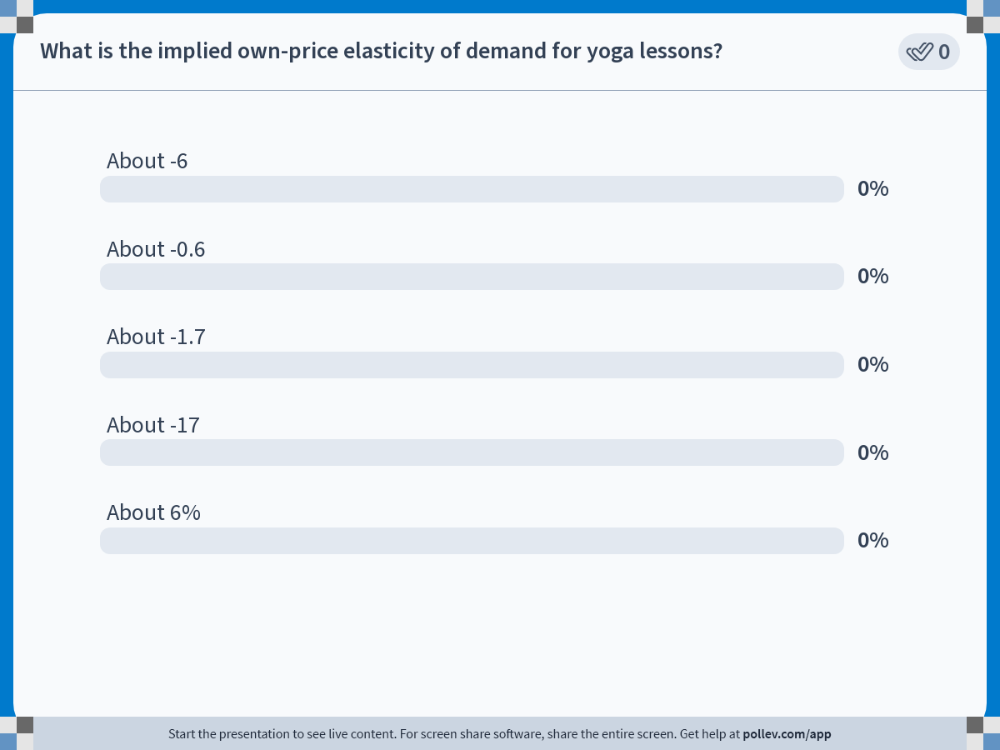 What is the implied own-price elasticity of demand for yoga lessons?
0
About -6
0%
About -0.6
0%
About -1.7
0%
About -17
0%
About 6%
0%
Start the presentation to see live content. For screen share software, share the entire screen. Get help at pollev.com/app